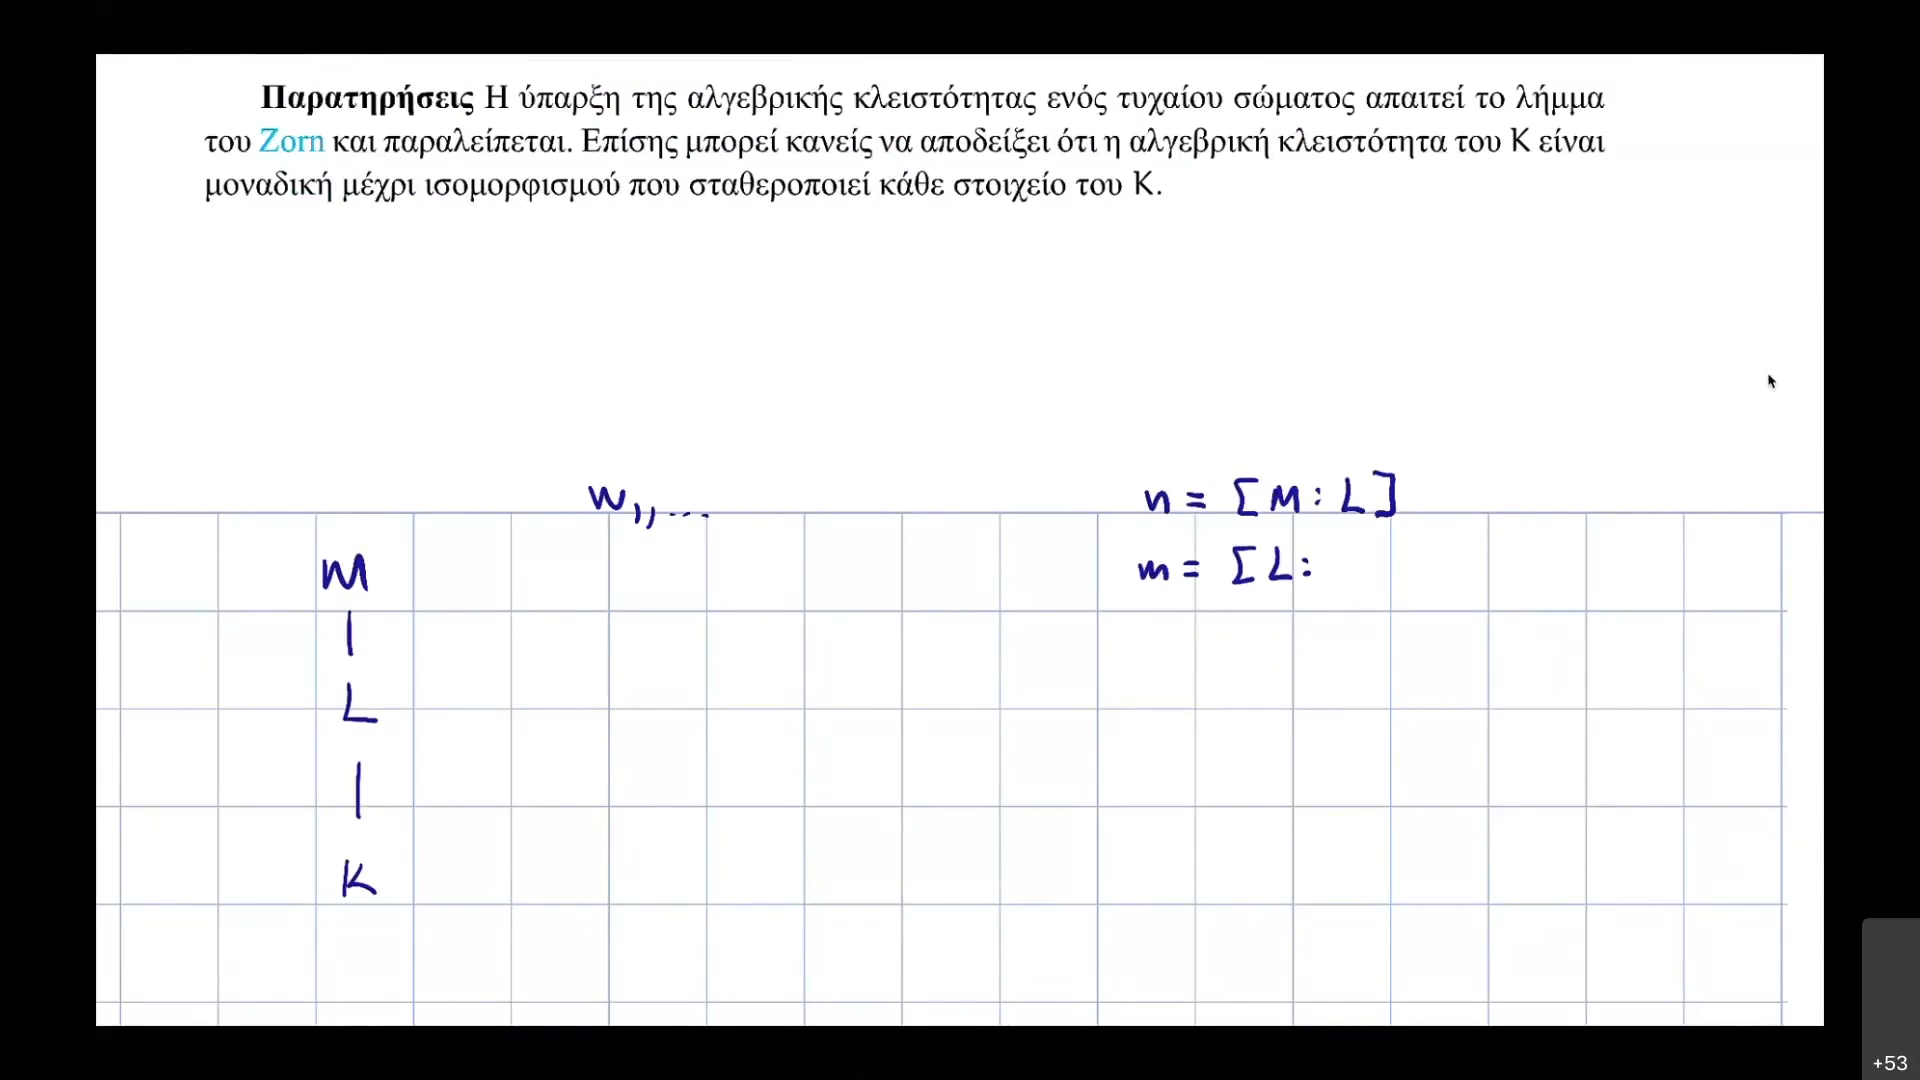 Παρατηρήσεις Η ύπαρξη της αλγεβρικής κλειστότητας ενός τυχαίου σώματος απαιτεί το λήμμα
του Zorn και παραλείπεται. Επίσης μπορεί κανείς να αποδείξει ότι η αλγεβρική κλειστότητα του K είναι
μοναδική μέχρι ισομορφισμού που σταθεροποιεί κάθε στοιχείο του K.
w₁, ...
n = [M : L]
m = [L :
M
|
L
|
K
+53